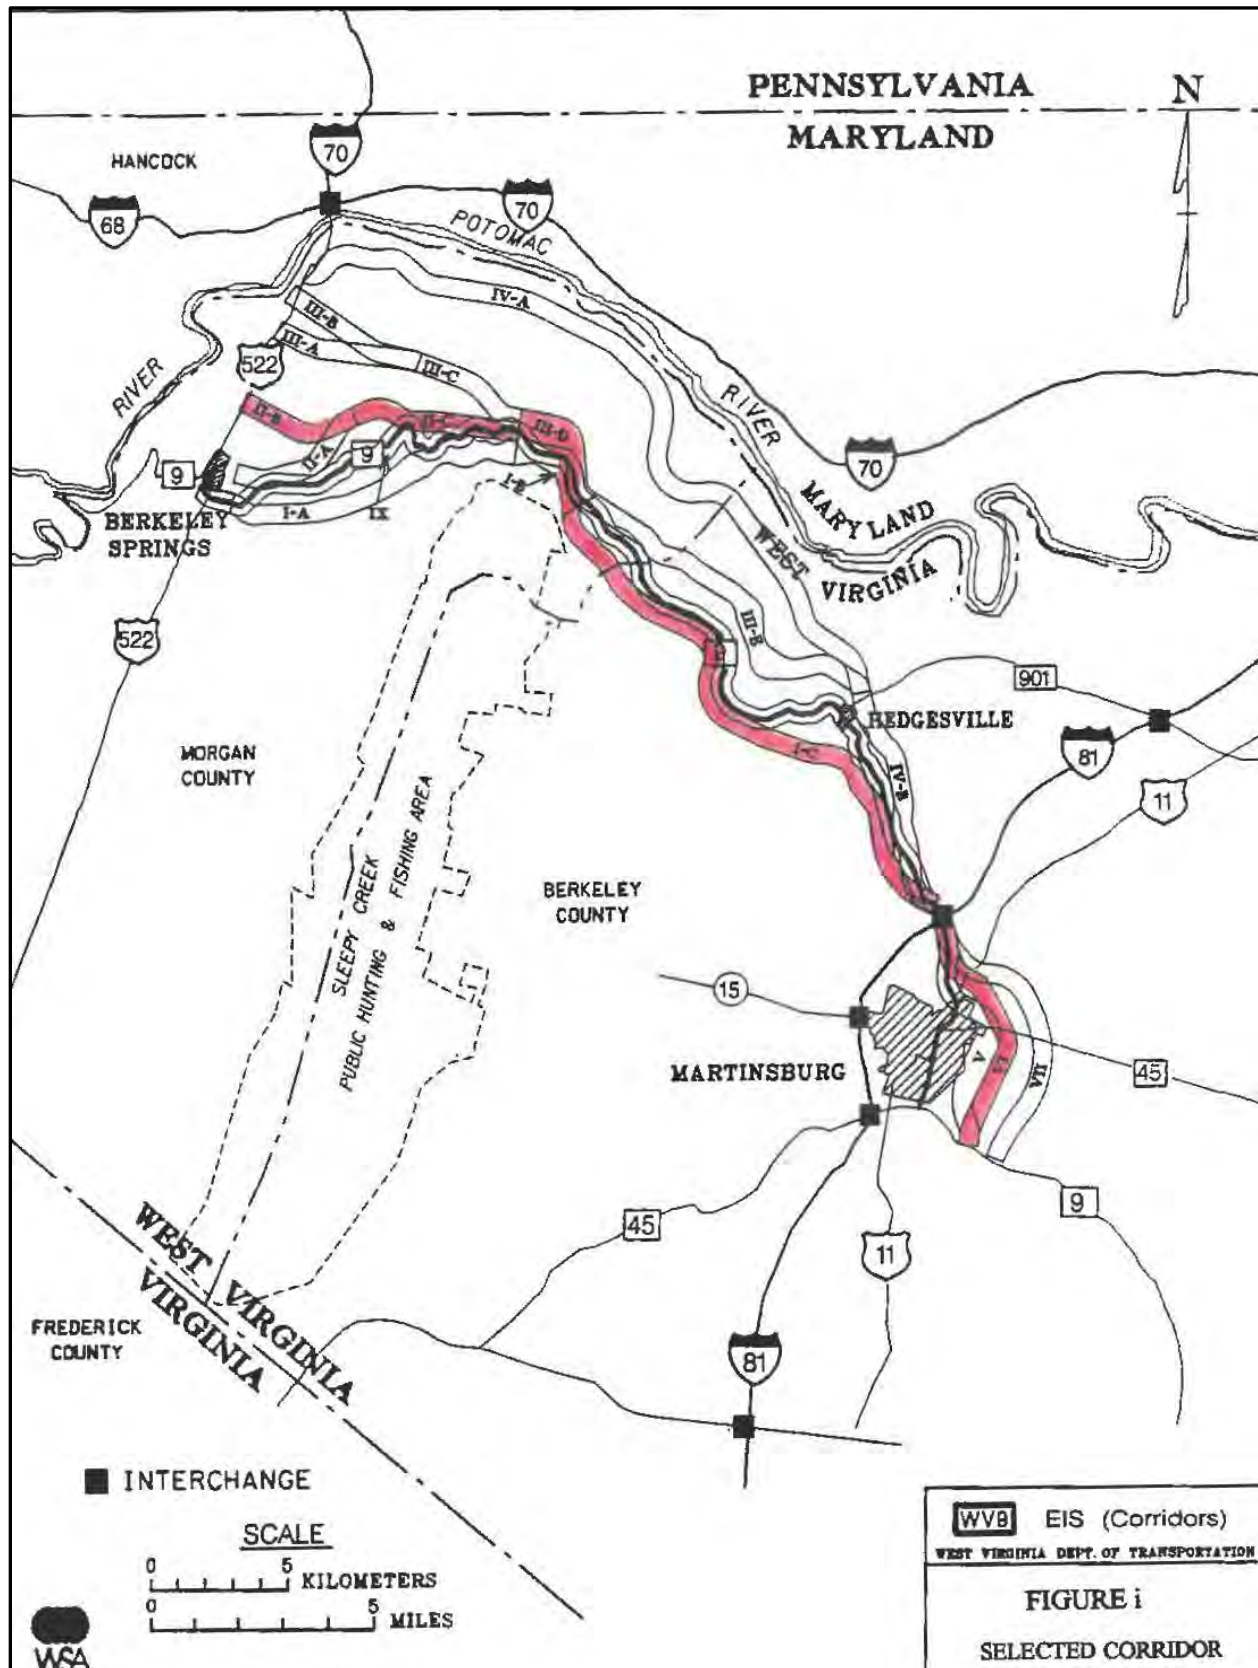 PENNSYLVANIA
N
MARYLAND
HANCOCK
70
68
70
POTOMAC
IV-A
III-B
III-A
522
III-C
RIVER
RIVER
II-B
III-D
70
II-A
9
9
MARYLAND
I-A
IX
BERKELEY
SPRINGS
WEST
VIRGINIA
522
III-E
901
HEDGESVILLE
I-C
81
MORGAN
COUNTY
IV-B
11
SLEEPY CREEK
PUBLIC HUNTING & FISHING AREA
BERKELEY
COUNTY
15
V
VI
VII
MARTINSBURG
45
9
45
11
WEST VIRGINIA
VIRGINIA
FREDERICK
COUNTY
81
INTERCHANGE
WV9 EIS (Corridors)
WEST VIRGINIA DEPT. OF TRANSPORTATION
SCALE
0 5 KILOMETERS
0 5 MILES
FIGURE i
SELECTED CORRIDOR
WSA